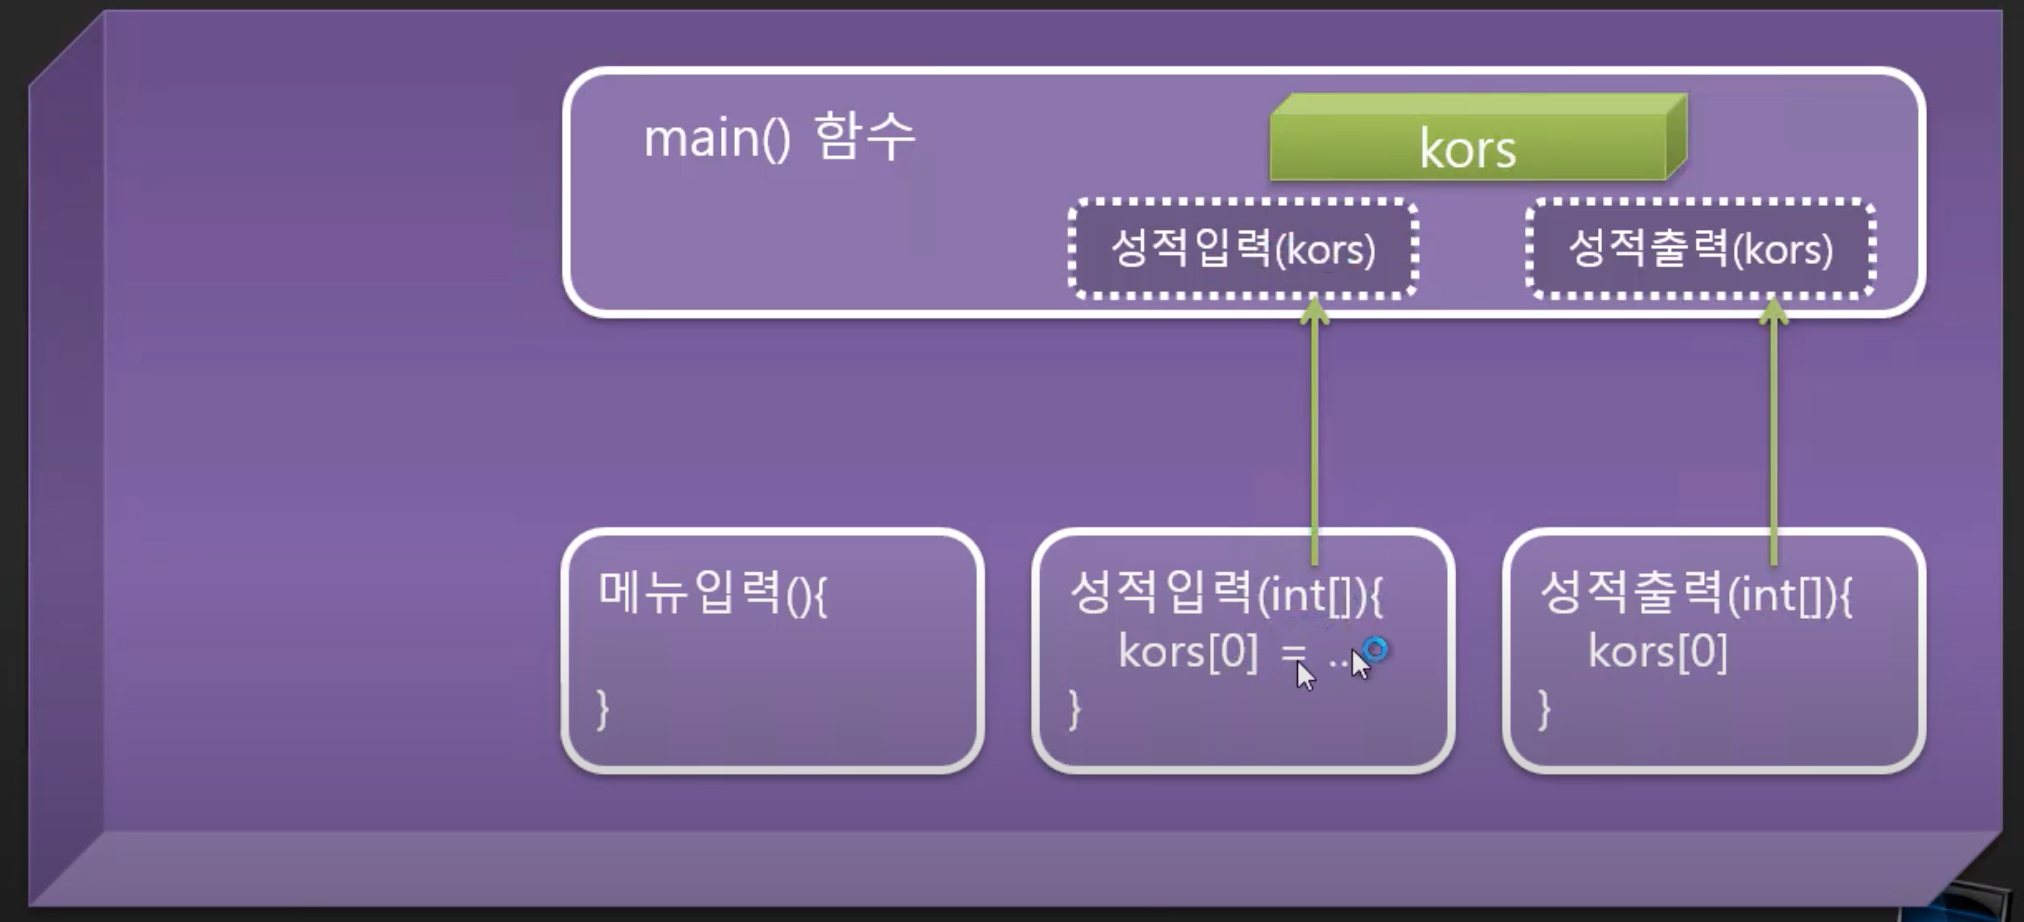 main() 함수
kors
성적입력(kors)
성적출력(kors)
메뉴입력(){
}
성적입력(int[]){
kors[0] = ..
}
성적출력(int[]){
kors[0]
}